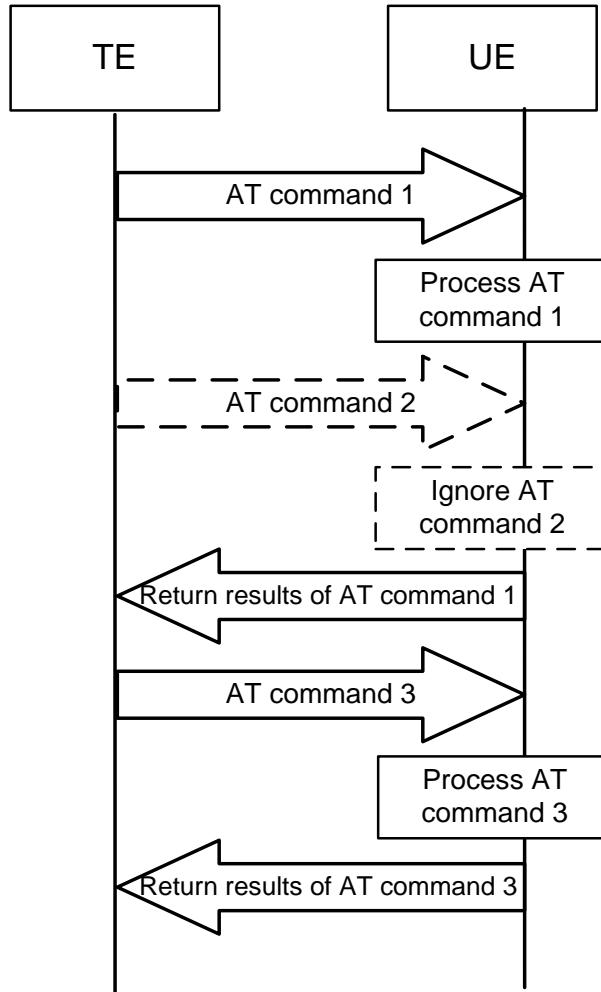 TE
UE
AT command 1
Process AT
command 1
AT command 2
Ignore AT
command 2
Return results of AT command 1
AT command 3
Process AT
command 3
Return results of AT command 3